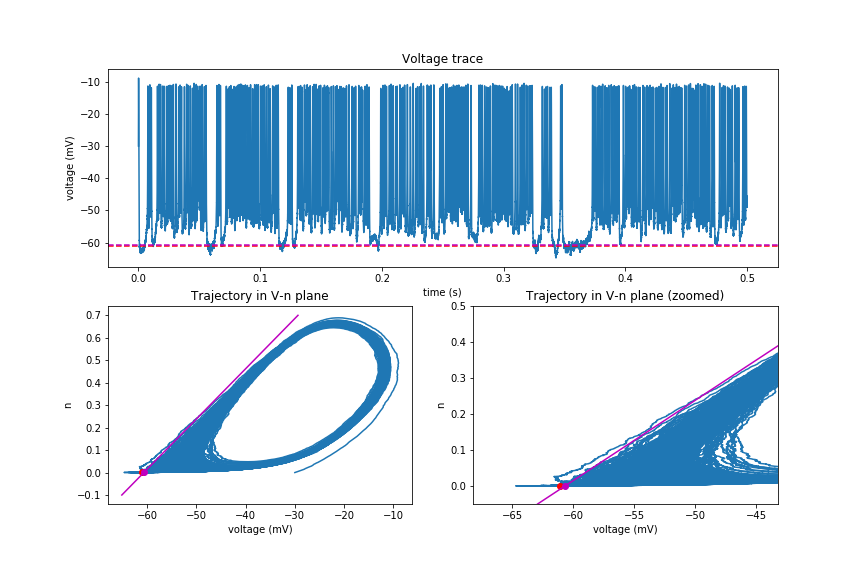 Voltage trace
voltage (mV)
−10
−20
−30
−40
−50
−60
0.0 0.1 0.2 0.3 0.4 0.5
time (s)
Trajectory in V-n plane
n
0.7
0.6
0.5
0.4
0.3
0.2
0.1
0.0
−0.1
−60 −50 −40 −30 −20 −10
voltage (mV)
Trajectory in V-n plane (zoomed)
n
0.5
0.4
0.3
0.2
0.1
0.0
−65 −60 −55 −50 −45
voltage (mV)